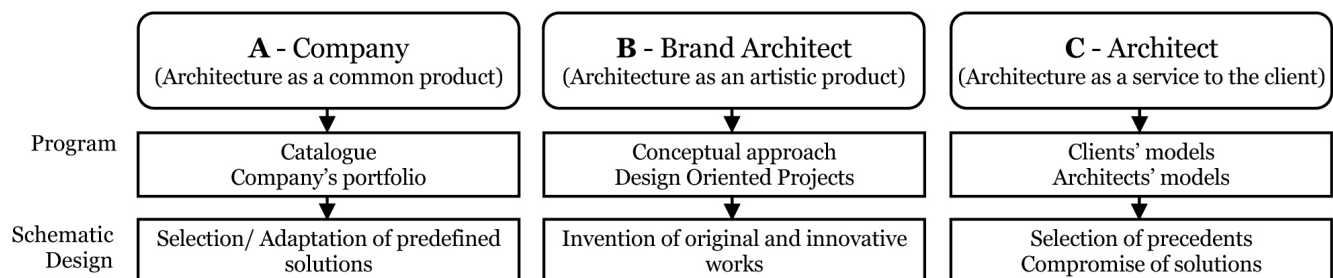 A - Company
(Architecture as a common product)
B - Brand Architect
(Architecture as an artistic product)
C - Architect
(Architecture as a service to the client)
Program
Catalogue
Company’s portfolio
Conceptual approach
Design Oriented Projects
Clients’ models
Architects’ models
Schematic
Design
Selection/ Adaptation of predefined
solutions
Invention of original and innovative
works
Selection of precedents
Compromise of solutions